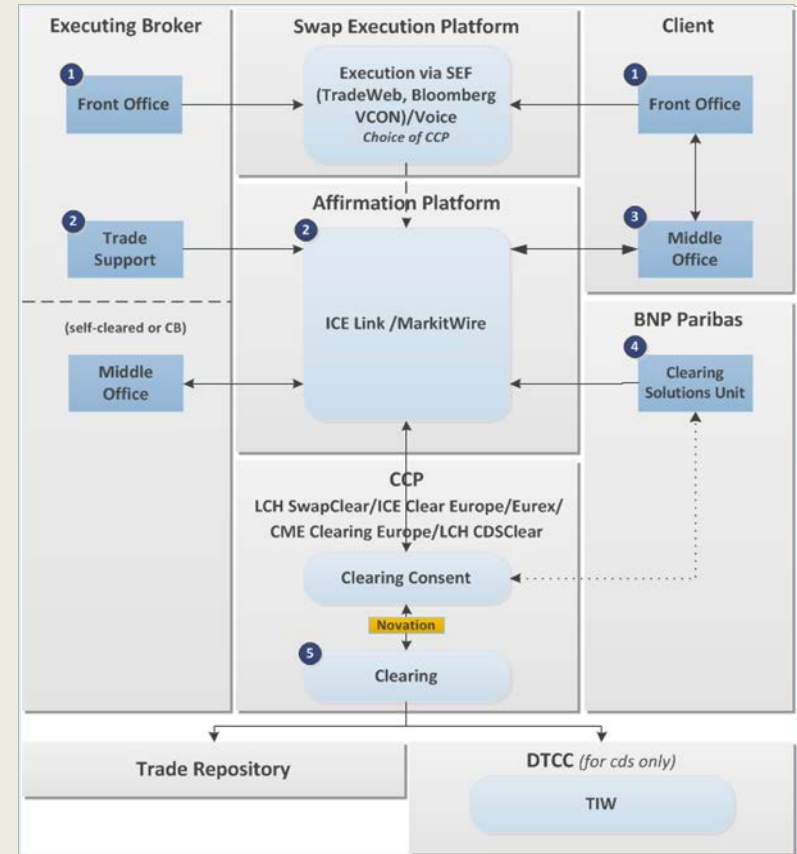 Executing Broker
1
Front Office
2
Trade
Support
(self-cleared or CB)
Middle
Office
Swap Execution Platform
Execution via SEF
(TradeWeb, Bloomberg
VCON)/Voice
Choice of CCP
Affirmation Platform
2
ICE Link /MarkitWire
CCP
LCH SwapClear/ICE Clear Europe/Eurex/
CME Clearing Europe/LCH CDSClear
Clearing Consent
Novation
5
Clearing
Client
1
Front Office
3
Middle
Office
BNP Paribas
4
Clearing
Solutions Unit
Trade Repository
DTCC (for cds only)
TIW